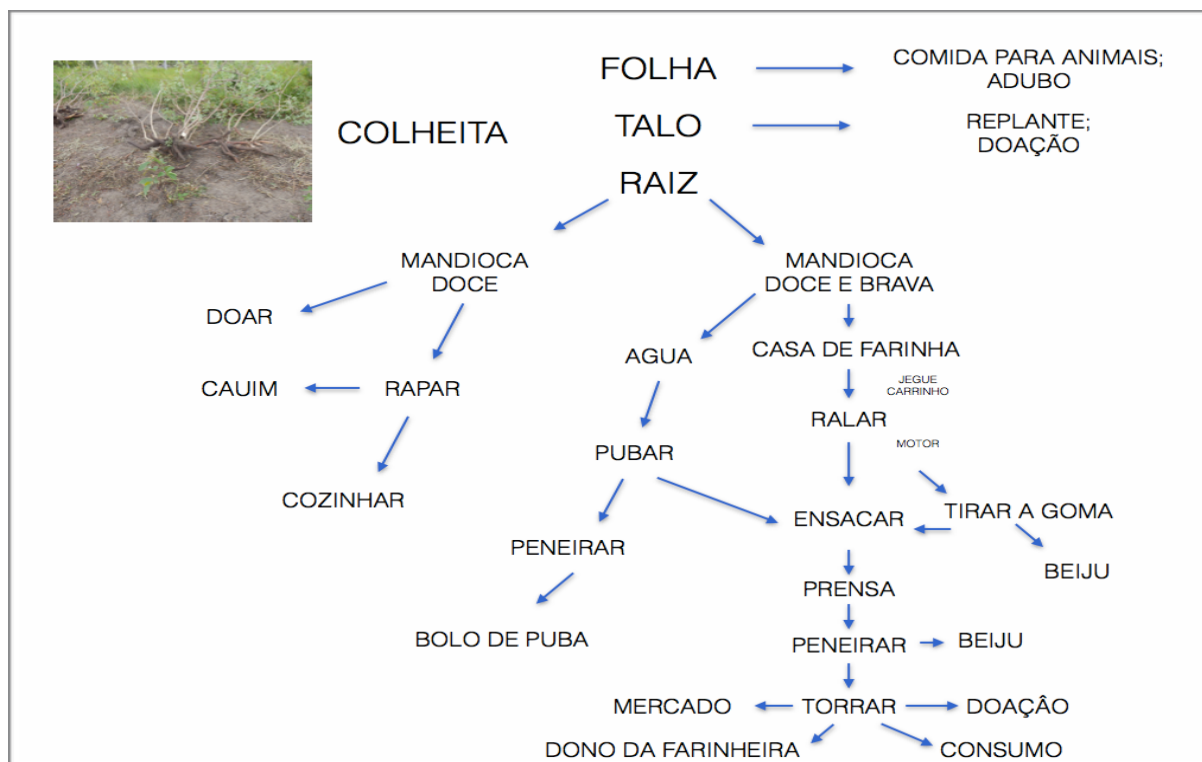 FOLHA
COMIDA PARA ANIMAIS;
ADUBO
COLHEITA
TALO
REPLANTE;
DOAÇÃO
RAIZ
MANDIOCA
DOCE
MANDIOCA
DOCE E BRAVA
DOAR
AGUA
CASA DE FARINHA
CAUIM
RAPAR
JEGUE
CARRINHO
RALAR
PUBAR
MOTOR
COZINHAR
ENSACAR
TIRAR A GOMA
PENEIRAR
BEIJU
PRENSA
BOLO DE PUBA
PENEIRAR
BEIJU
MERCADO
TORRAR
DOAÇÂO
DONO DA FARINHEIRA
CONSUMO